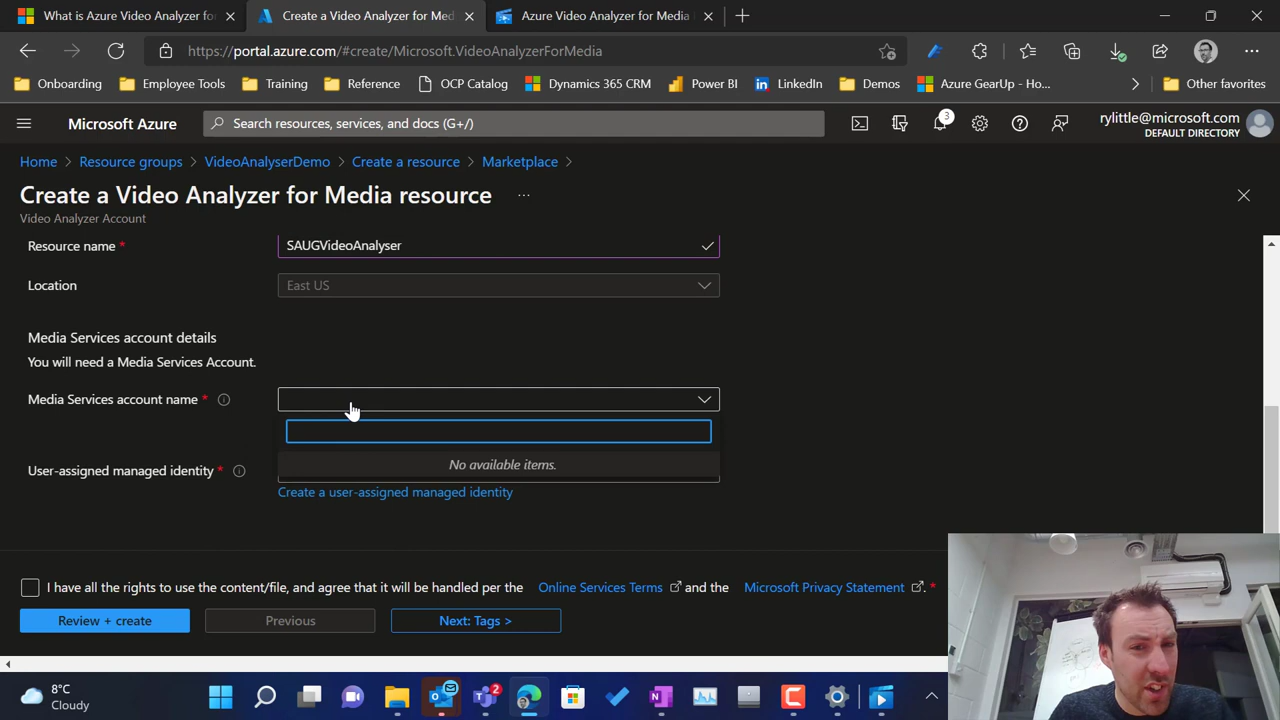 What is Azure Video Analyzer for
Create a Video Analyzer for Med
Azure Video Analyzer for Media
https://portal.azure.com/#create/Microsoft.VideoAnalyzerForMedia
Onboarding
Employee Tools
Training
Reference
OCP Catalog
Dynamics 365 CRM
Power BI
LinkedIn
Demos
Azure GearUp - Ho...
Other favorites
Microsoft Azure
Search resources, services, and docs (G+/)
3
rylittle@microsoft.com
DEFAULT DIRECTORY
Home > Resource groups > VideoAnalyserDemo > Create a resource > Marketplace >
Create a Video Analyzer for Media resource ...
Video Analyzer Account
Resource name *
SAUGVideoAnalyser
Location
East US
Media Services account details
You will need a Media Services Account.
Media Services account name *
No available items.
User-assigned managed identity *
Create a user-assigned managed identity
I have all the rights to use the content/file, and agree that it will be handled per the Online Services Terms and the Microsoft Privacy Statement . *
Review + create
Previous
Next: Tags >
8°C
Cloudy
2